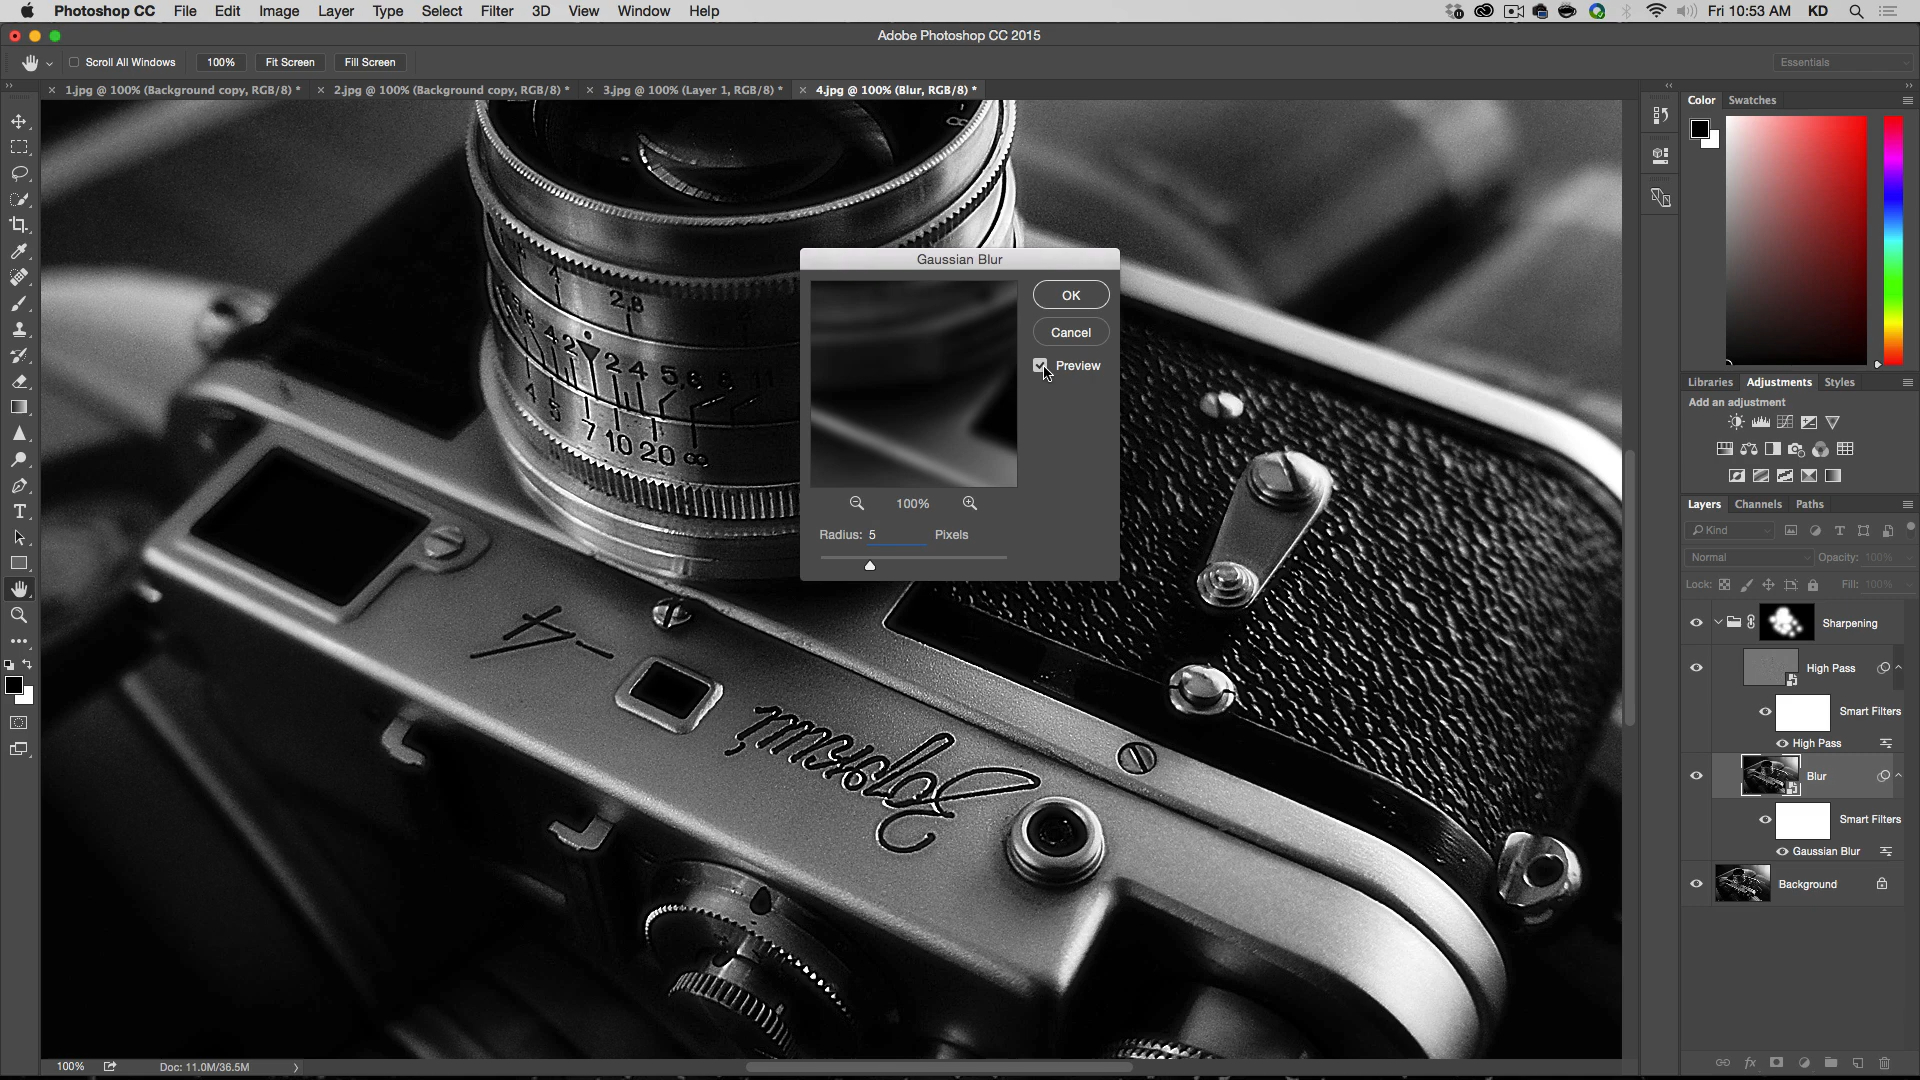 Photoshop CC File Edit Image Layer Type Select Filter 3D View Window Help Fri 10:53 AM KD
Adobe Photoshop CC 2015
Scroll All Windows 100% Fit Screen Fill Screen Essentials
1.jpg @ 100% (Background copy, RGB/8) * 2.jpg @ 100% (Background copy, RGB/8) * 3.jpg @ 100% (Layer 1, RGB/8) * 4.jpg @ 100% (Blur, RGB/8) *
Color Swatches
Gaussian Blur
OK
Cancel
Preview
100%
Radius: 5 Pixels
2,8
4 2 2 4 5,6 8 11
4 3 7 10 20 ∞
4
Зоркий
Libraries Adjustments Styles
Add an adjustment
Layers Channels Paths
Kind
Normal Opacity: 100%
Lock: Fill: 100%
Sharpening
High Pass
Smart Filters
High Pass
Blur
Smart Filters
Gaussian Blur
Background
100% Doc: 11.0M/36.5M